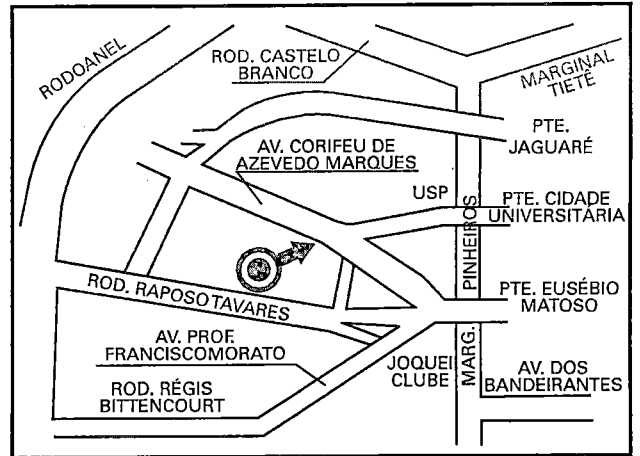 RODOANEL
ROD. CASTELO
BRANCO
MARGINAL
TIETÊ
PTE.
JAGUARÉ
AV. CORIFEU DE
AZEVEDO MARQUES
USP
PTE. CIDADE
UNIVERSITÁRIA
MARG. PINHEIROS
ROD. RAPOSO TAVARES
PTE. EUSÉBIO
MATOSO
AV. PROF.
FRANCISCOMORATO
JOQUEI
CLUBE
AV. DOS
BANDEIRANTES
ROD. RÉGIS
BITTENCOURT